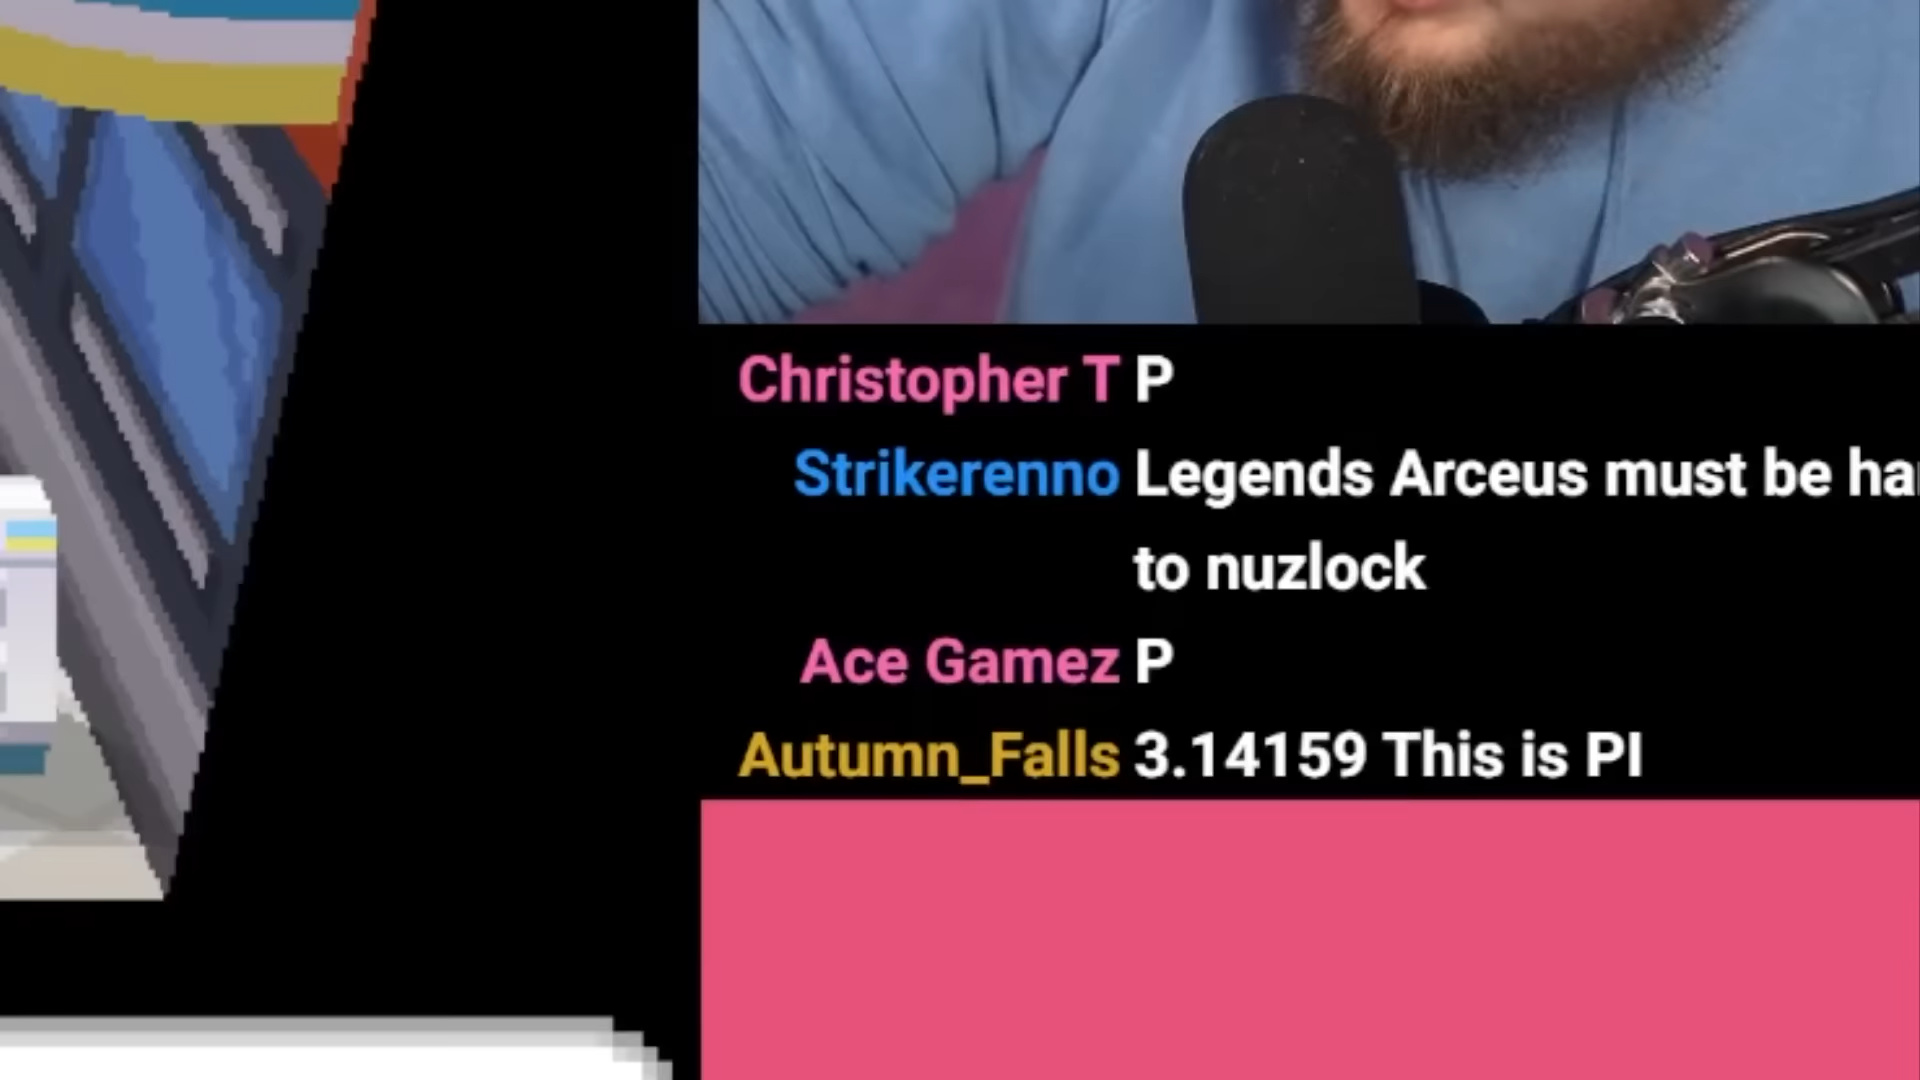 Christopher T P
Strikerenno Legends Arceus must be
to nuzlock
Ace Gamez P
Autumn_Falls 3.14159 This is PI